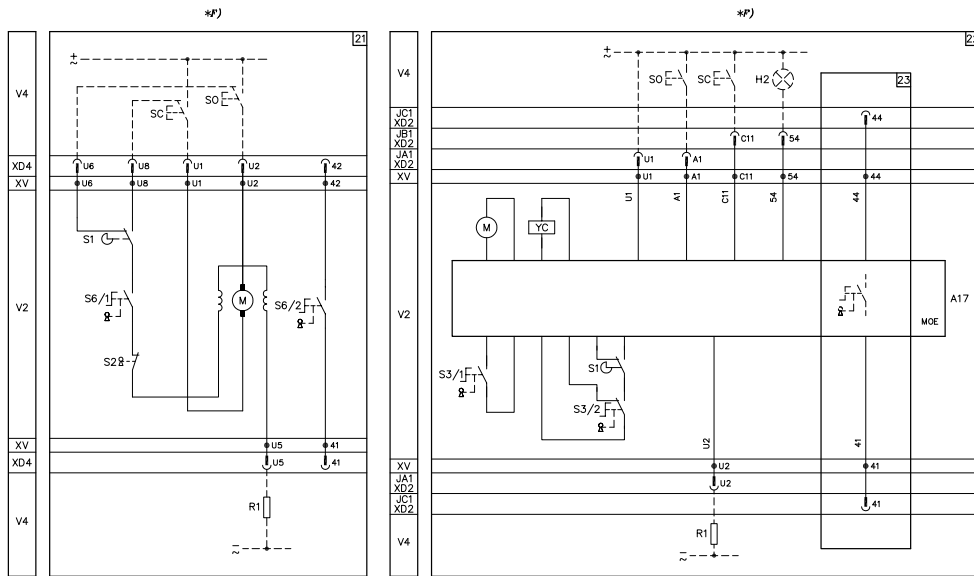 *F)
*F)
21
V4
+
~
SO
SC
XD4
U6
U8
U1
U2
42
XV
U6
U8
U1
U2
42
V2
S1
S6/1
S6/2
M
S2
XV
U5
41
XD4
U5
41
V4
R1
~
V4
+
~
SO
SC
H2
23
JC1
XD2
44
JB1
XD2
C11
54
JA1
XD2
U1
A1
XV
U1
A1
C11
54
44
U1
A1
C11
54
44
V2
M
YC
A17
MOE
S3/1
S1
S3/2
U2
41
XV
U2
41
JA1
XD2
U2
JC1
XD2
41
V4
R1
~